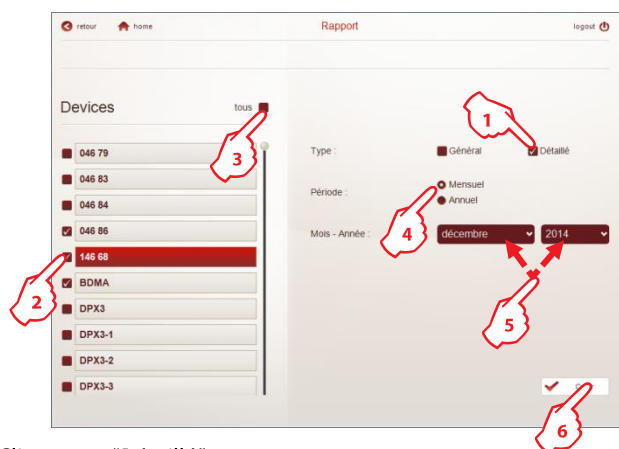 retour home Rapport logout
Devices tous
1
3
046 79
Type : Général Détaillé
046 83
Période : Mensuel
Annuel
046 84
4
046 86
Mois - Année : décembre 2014
146 68
2
BDMA
DPX3
5
DPX3-1
DPX3-2
DPX3-3
6